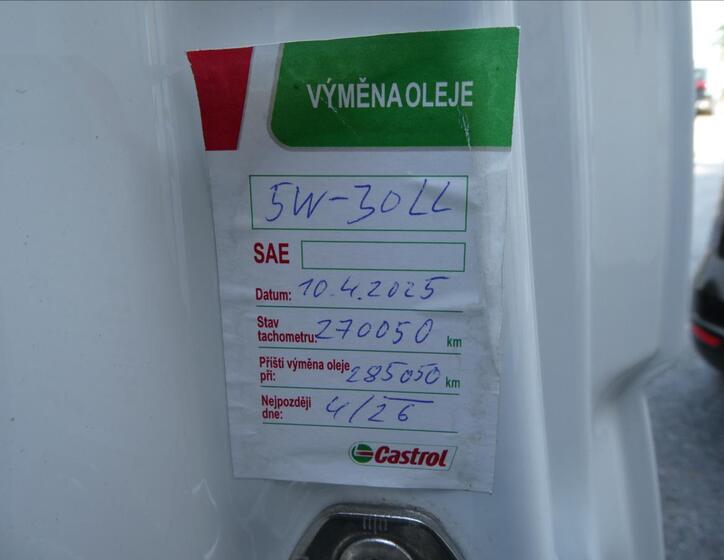 VÝMĚNA OLEJE
5W-30LL
SAE
Datum: 10.4.2025
Stav
tachometru: 270050 km
Příští výměna oleje
při: 285050 km
Nejpozději
dne: 4/26
Castrol